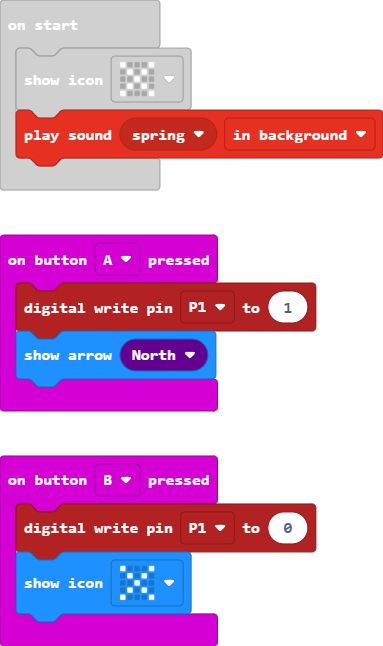 on start
show icon
play sound spring in background
on button A pressed
digital write pin P1 to 1
show arrow North
on button B pressed
digital write pin P1 to 0
show icon